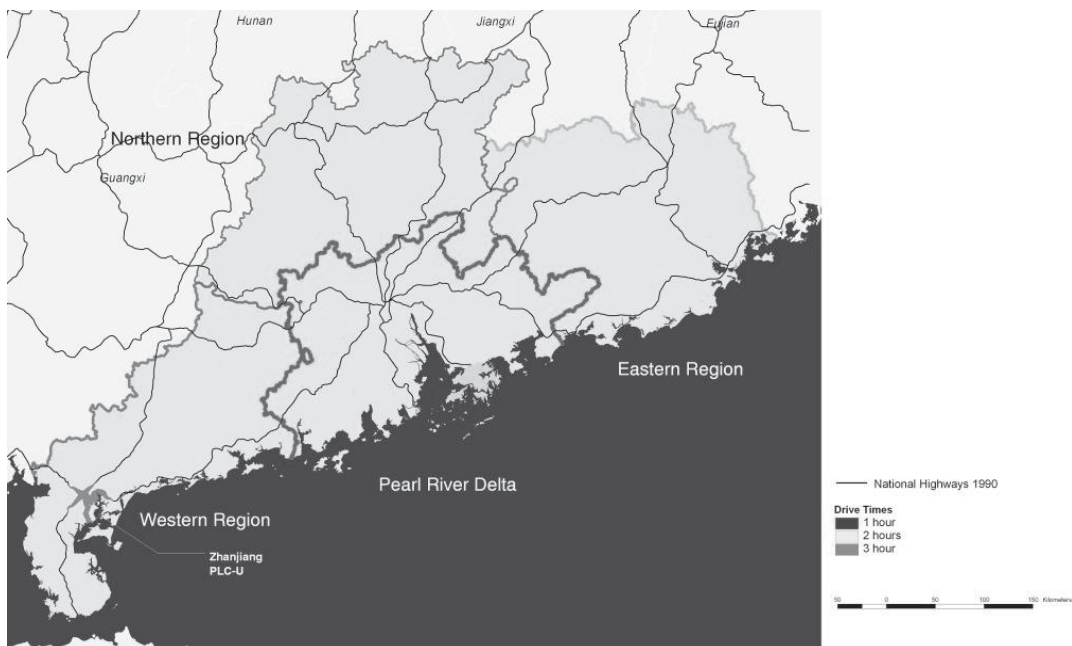 Hunan
Jiangxi
Fujian
Northern Region
Guangxi
Eastern Region
Pearl River Delta
Western Region
Zhanjiang
PLC-U
National Highways 1990
Drive Times
1 hour
2 hours
3 hour
50 0 50 100 150 Kilometers